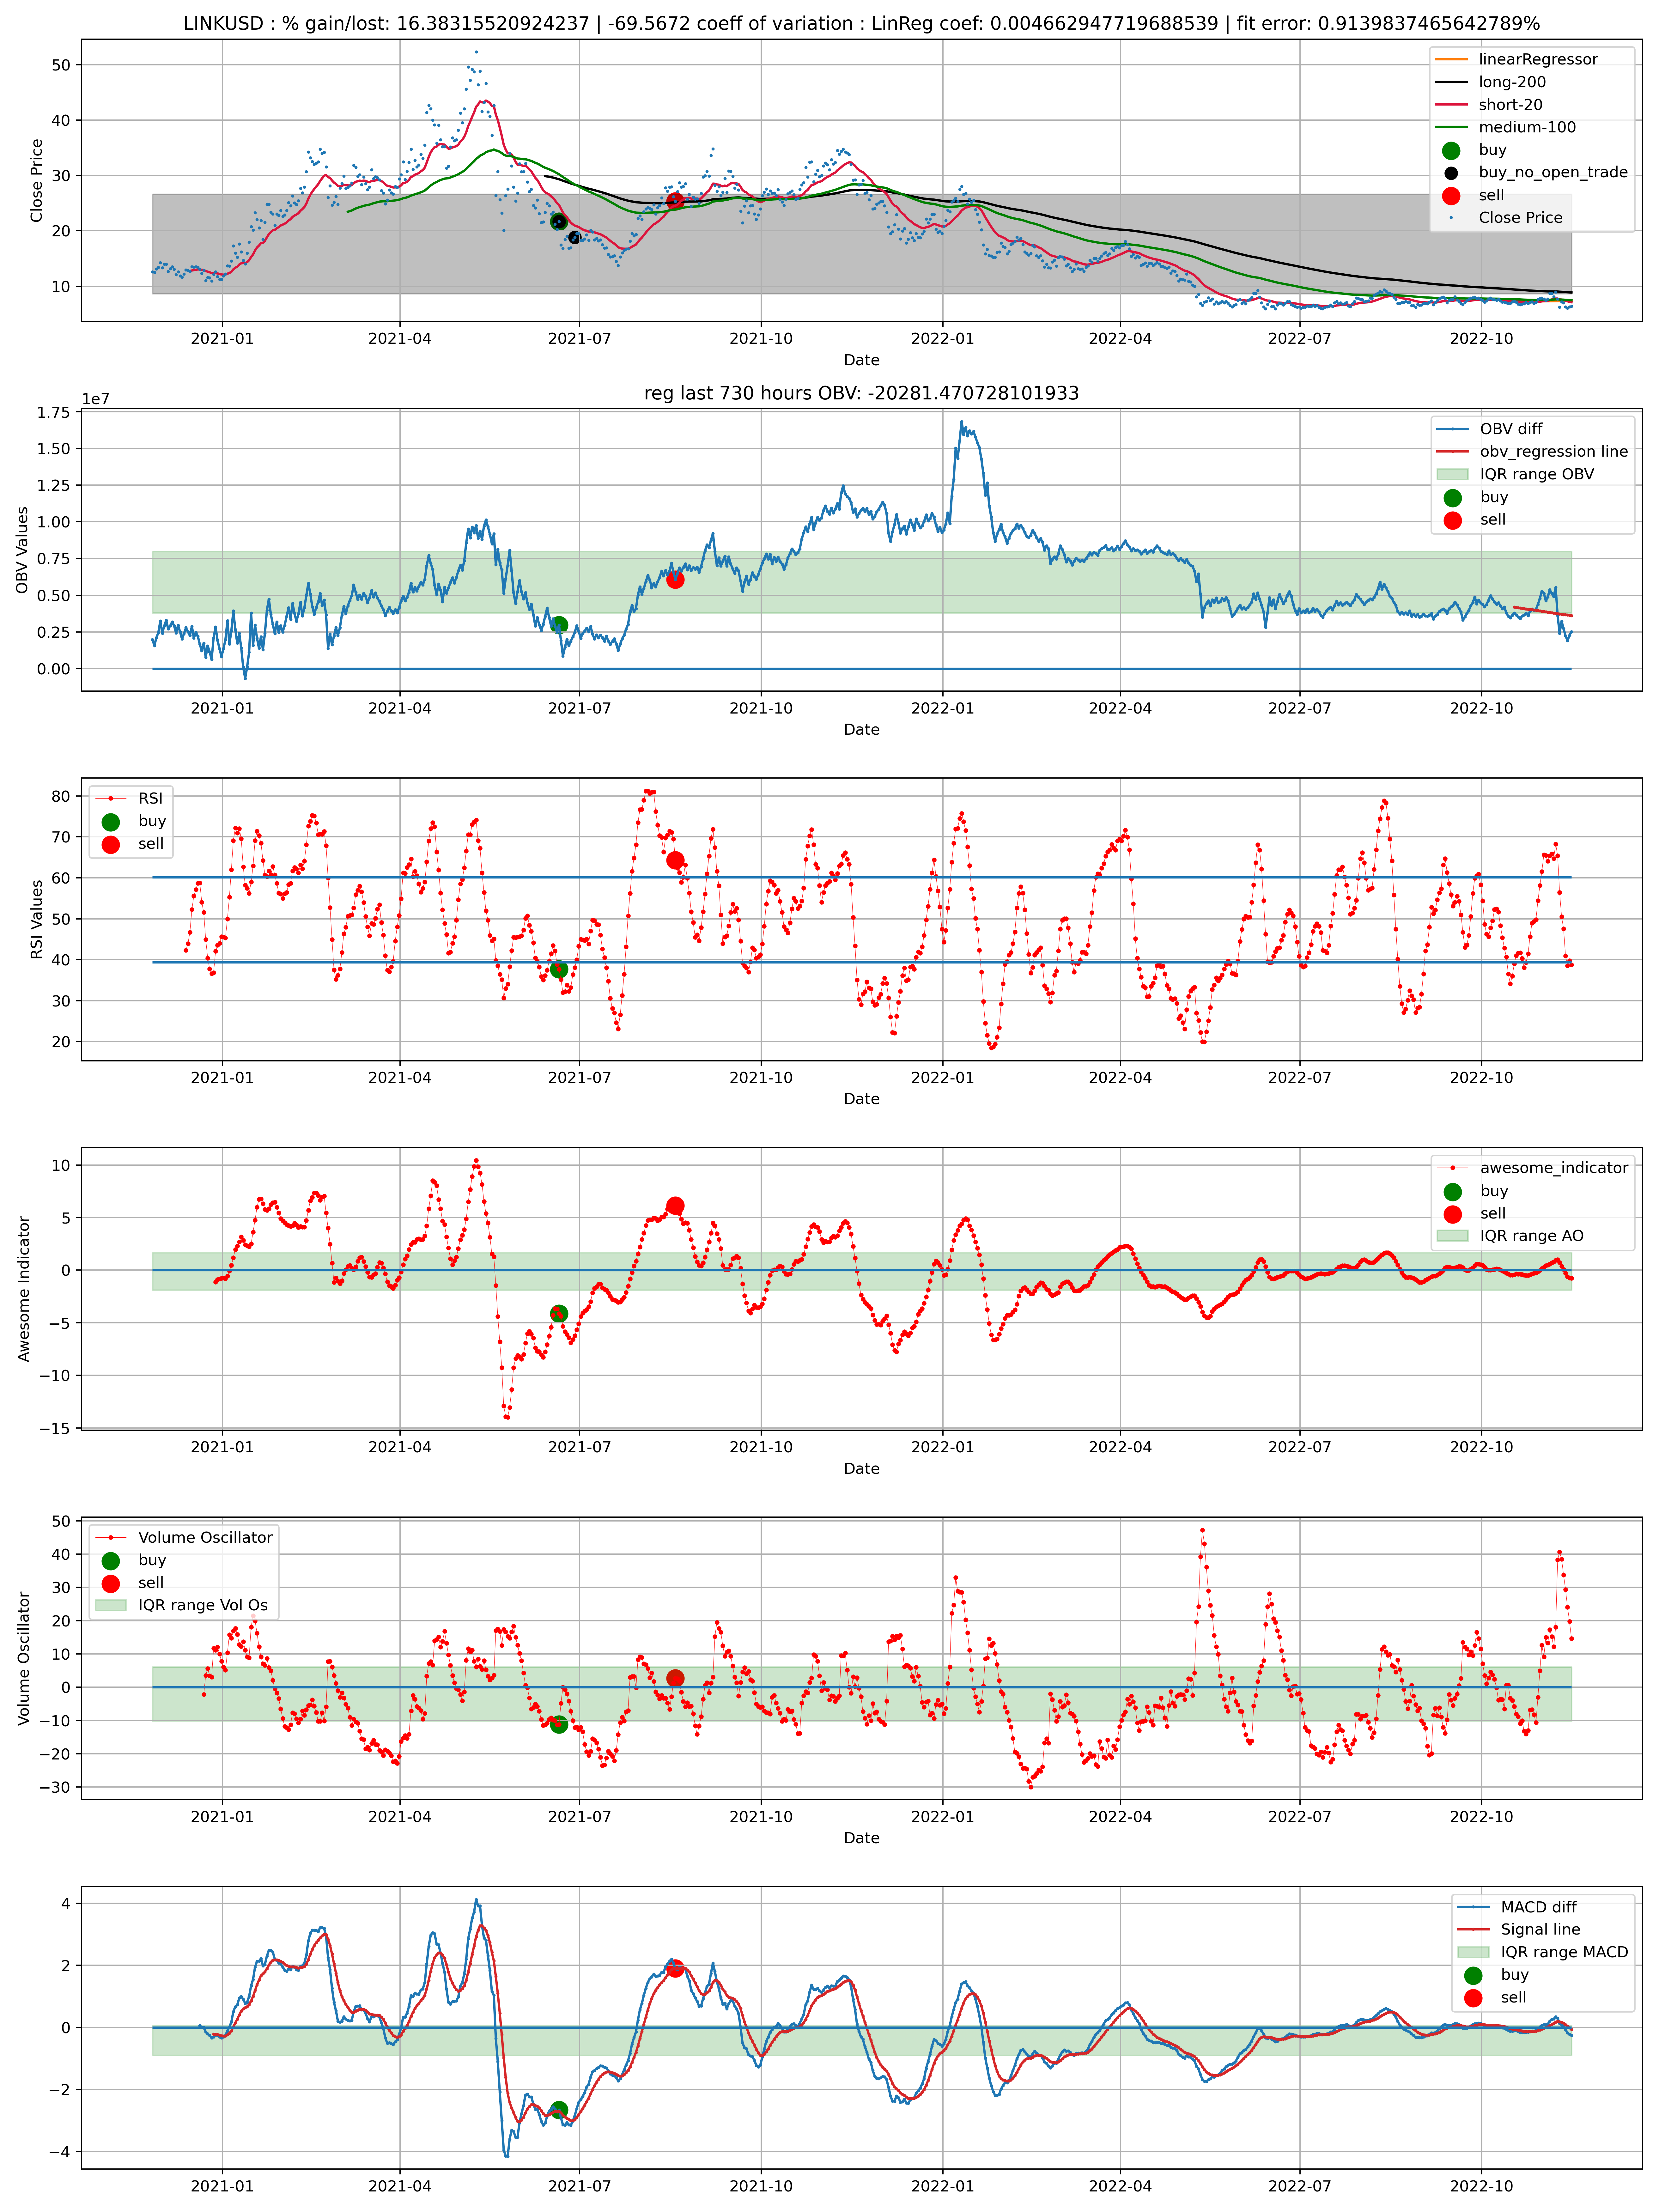 LINKUSD : % gain/lost: 16.38315520924237 | -69.5672 coeff of variation : LinReg coef: 0.004662947719688539 | fit error: 0.9139837465642789%
Close Price
50
40
30
20
10
linearRegressor
long-200
short-20
medium-100
buy
buy_no_open_trade
sell
Close Price
2021-01 2021-04 2021-07 2021-10 2022-01 2022-04 2022-07 2022-10
Date
reg last 730 hours OBV: -20281.470728101933
1e7
OBV Values
1.75
1.50
1.25
1.00
0.75
0.50
0.25
0.00
OBV diff
obv_regression line
IQR range OBV
buy
sell
2021-01 2021-04 2021-07 2021-10 2022-01 2022-04 2022-07 2022-10
Date
RSI Values
80
70
60
50
40
30
20
RSI
buy
sell
2021-01 2021-04 2021-07 2021-10 2022-01 2022-04 2022-07 2022-10
Date
Awesome Indicator
10
5
0
−5
−10
−15
awesome_indicator
buy
sell
IQR range AO
2021-01 2021-04 2021-07 2021-10 2022-01 2022-04 2022-07 2022-10
Date
Volume Oscillator
50
40
30
20
10
0
−10
−20
−30
Volume Oscillator
buy
sell
IQR range Vol Os
2021-01 2021-04 2021-07 2021-10 2022-01 2022-04 2022-07 2022-10
Date
4
2
0
−2
−4
MACD diff
Signal line
IQR range MACD
buy
sell
2021-01 2021-04 2021-07 2021-10 2022-01 2022-04 2022-07 2022-10